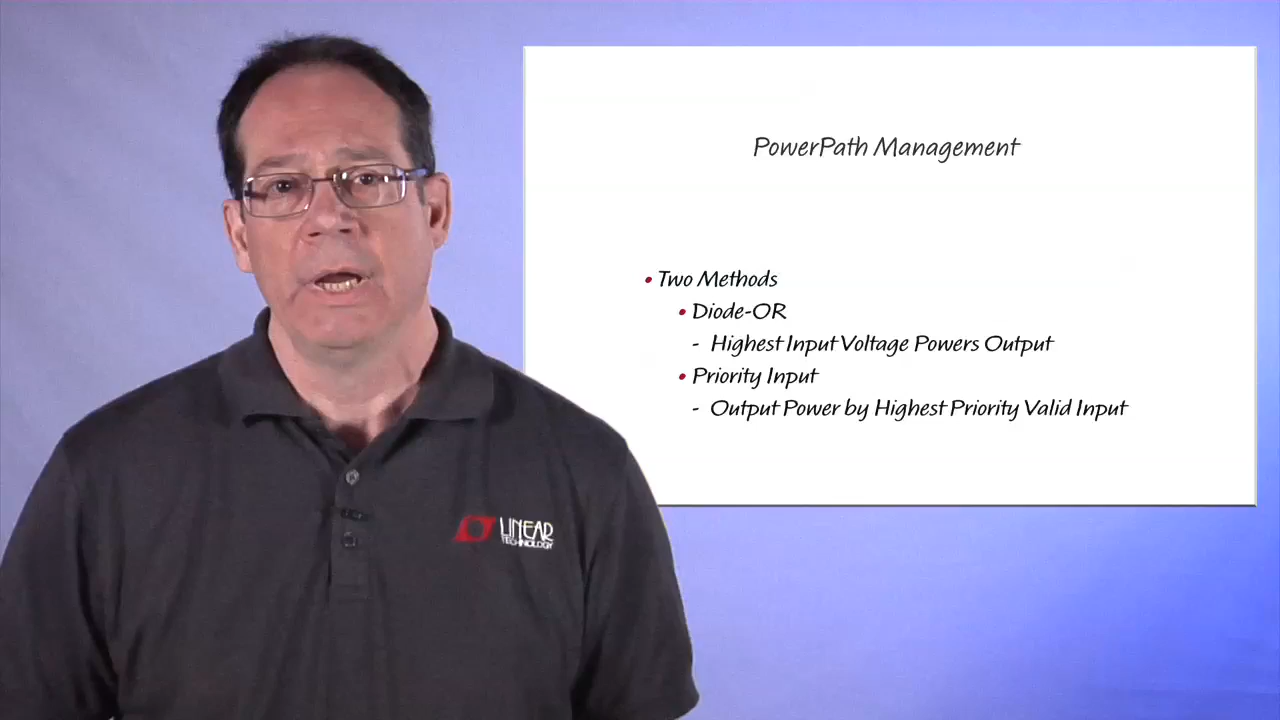 PowerPath Management
• Two Methods
• Diode-OR
- Highest Input Voltage Powers Output
• Priority Input
- Output Power by Highest Priority Valid Input
LINEAR
TECHNOLOGY